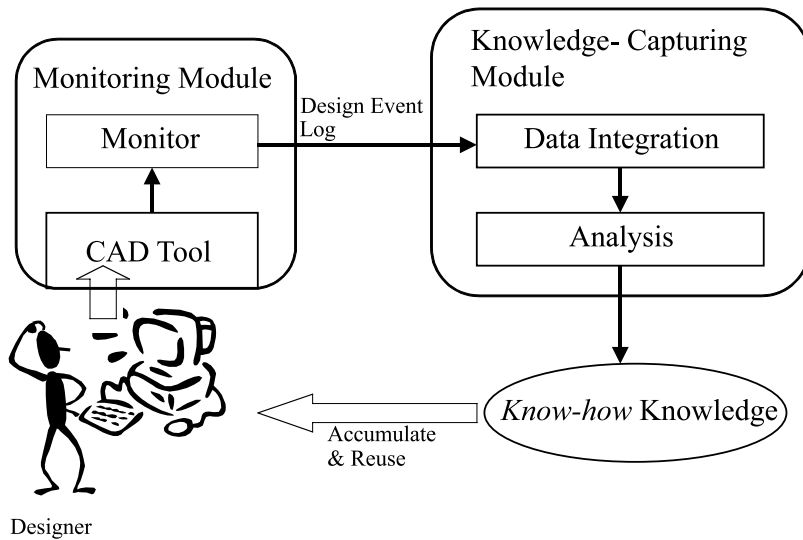 Monitoring Module
Monitor
CAD Tool
Design Event
Log
Knowledge- Capturing
Module
Data Integration
Analysis
Know-how Knowledge
Accumulate
& Reuse
Designer